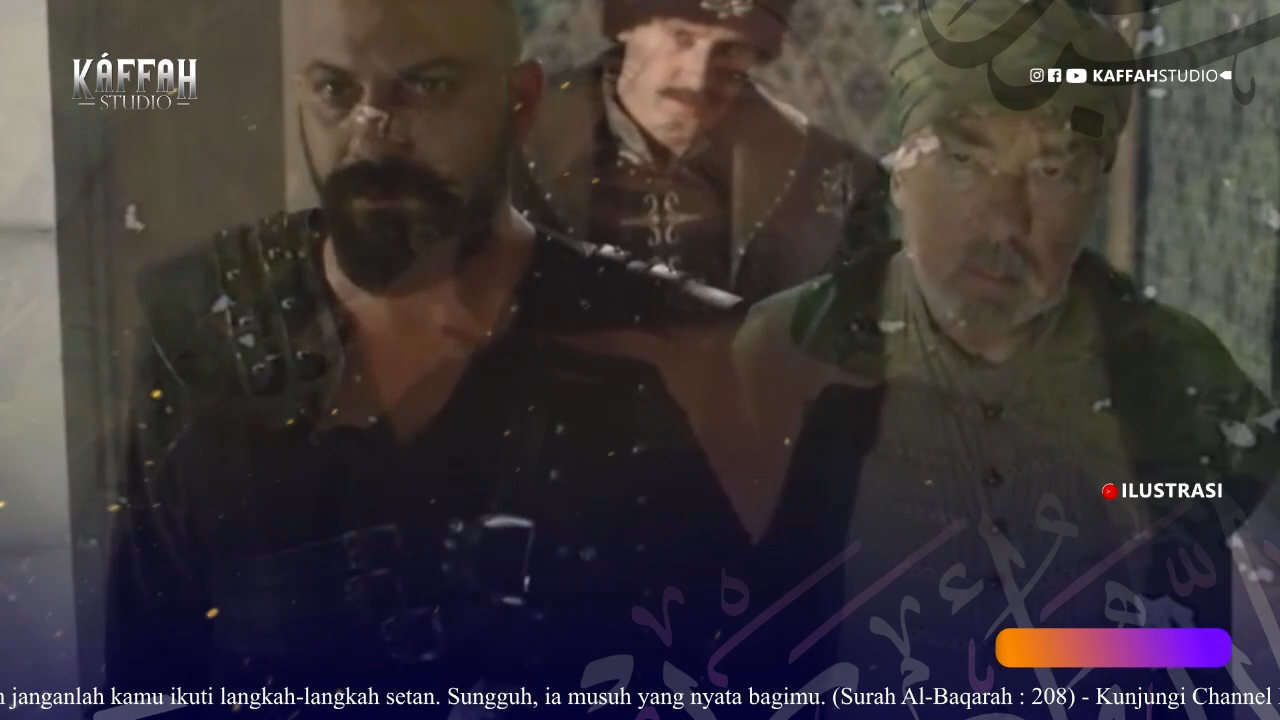 KÁFFAH
STUDIO
KAFFAHSTUDIO
ILUSTRASI
janganlah kamu ikuti langkah-langkah setan. Sungguh, ia musuh yang nyata bagimu. (Surah Al-Baqarah : 208) - Kunjungi Channel